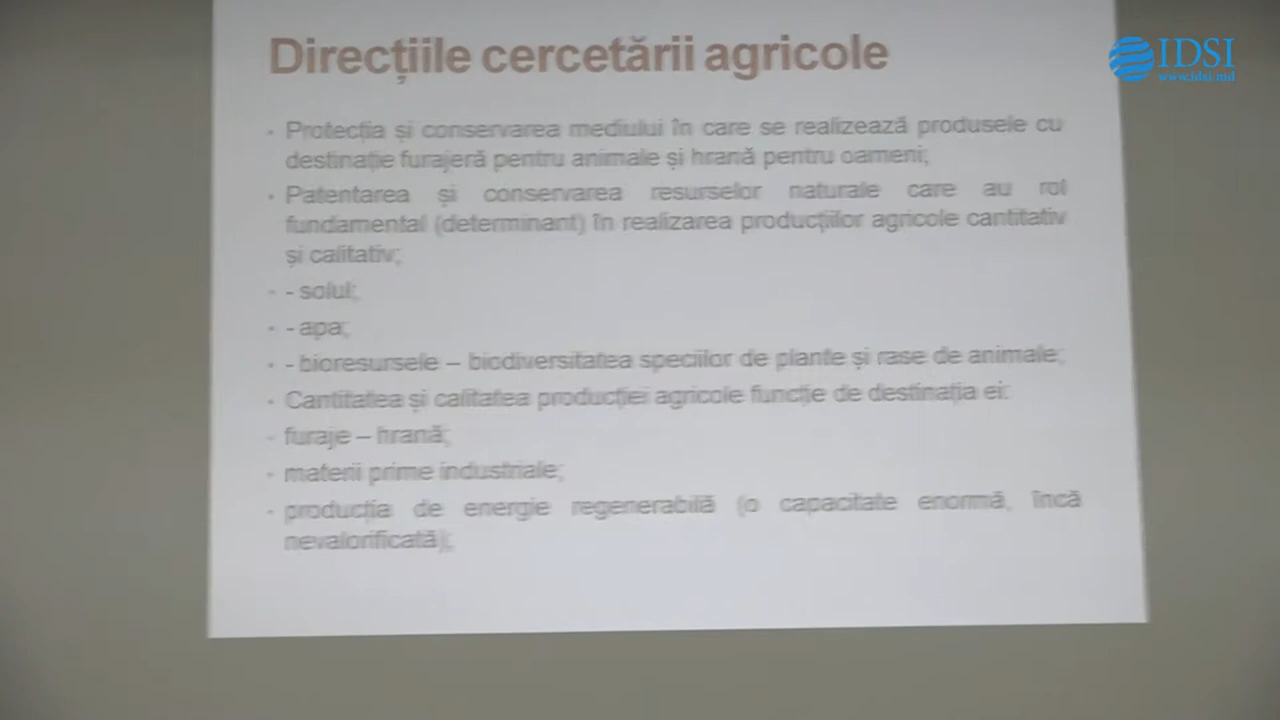 Direcțiile cercetării agricole
IDSI
www.idsi.md
• Protecția și conservarea mediului în care se realizează produsele cu
destinație furajeră pentru animale și hrană pentru oameni;
• Patentarea și conservarea resurselor naturale care au rol
fundamental (determinant) în realizarea producțiilor agricole cantitativ
și calitativ;
• - solul;
• - apa;
• - bioresursele – biodiversitatea speciilor de plante și rase de animale;
• Cantitatea și calitatea producției agricole funcție de destinația ei:
• furaje – hrană;
• materii prime industriale;
• producția de energie regenerabilă (o capacitate enormă, încă
nevalorificată);